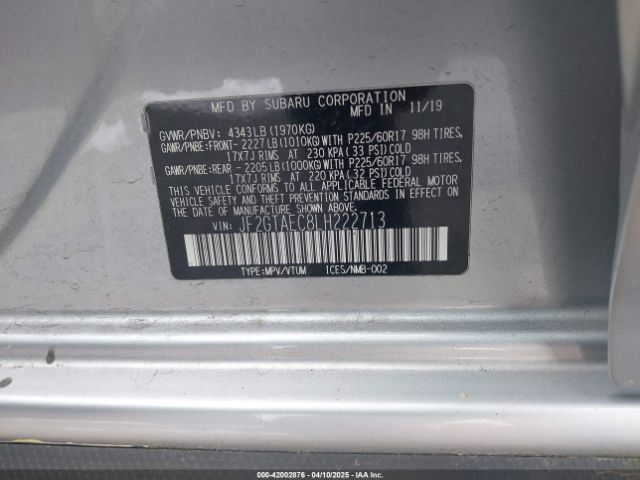 MFD BY SUBARU CORPORATION
MFD IN 11/19
GVWR/PNBV: 4343LB(1970KG)
GAWR/PNBE:FRONT- 2227LB(1010KG)WITH P225/60R17 98H TIRES,
17X7J RIMS AT 230 KPA(33 PSI)COLD
GAWR/PNBE:REAR - 2205LB(1000KG)WITH P225/60R17 98H TIRES,
17X7J RIMS AT 220 KPA(32 PSI)COLD
THIS VEHICLE CONFORMS TO ALL APPLICABLE FEDERAL MOTOR
VEHICLE SAFETY AND THEFT PREVENTION STANDARDS IN EFFECT ON
THE DATE OF MANUFACTURE SHOWN ABOVE.
VIN: JF2GTAEC8LH222713
TYPE:MPV/VTUM ICES/NMB-002
000-42002876 - 04/10/2025 - IAAI.COM